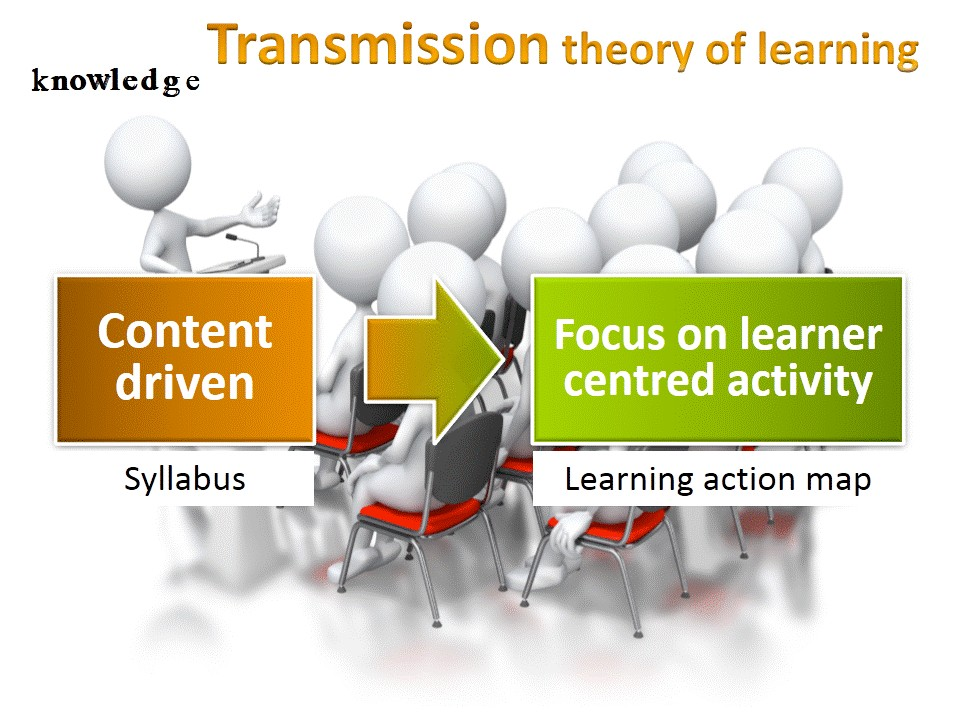 Transmission theory of learning
knowledge
Content
driven
Focus on learner
centred activity
Syllabus
Learning action map